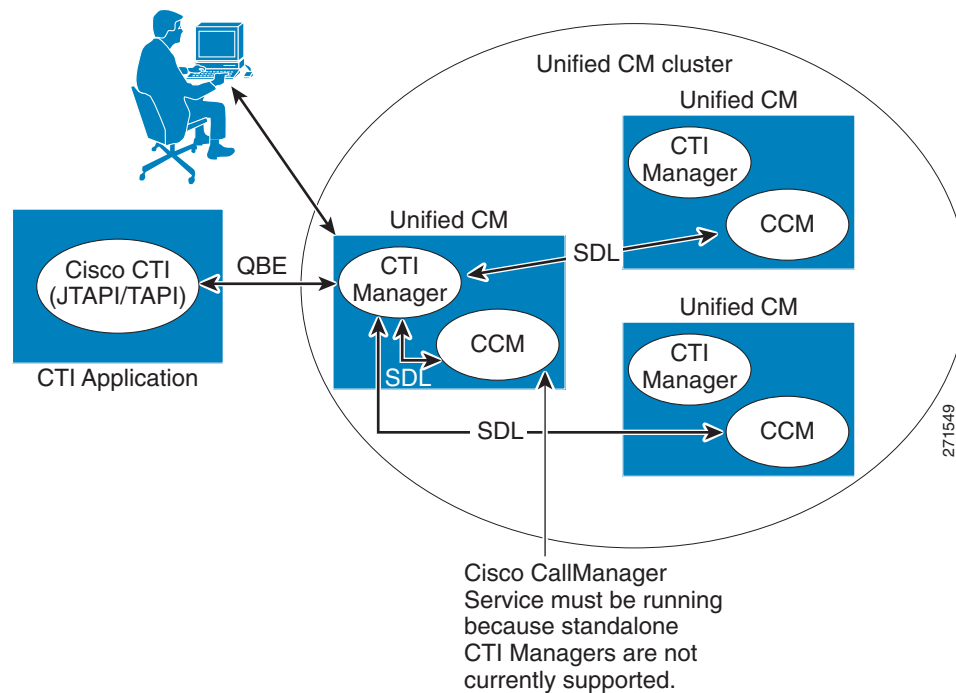 Unified CM cluster
Unified CM
CTI
Manager
CCM
Unified CM
CTI
Manager
CCM
SDL
SDL
QBE
Cisco CTI
(JTAPI/TAPI)
CTI Application
Unified CM
CTI
Manager
CCM
SDL
271549
Cisco CallManager
Service must be running
because standalone
CTI Managers are not
currently supported.